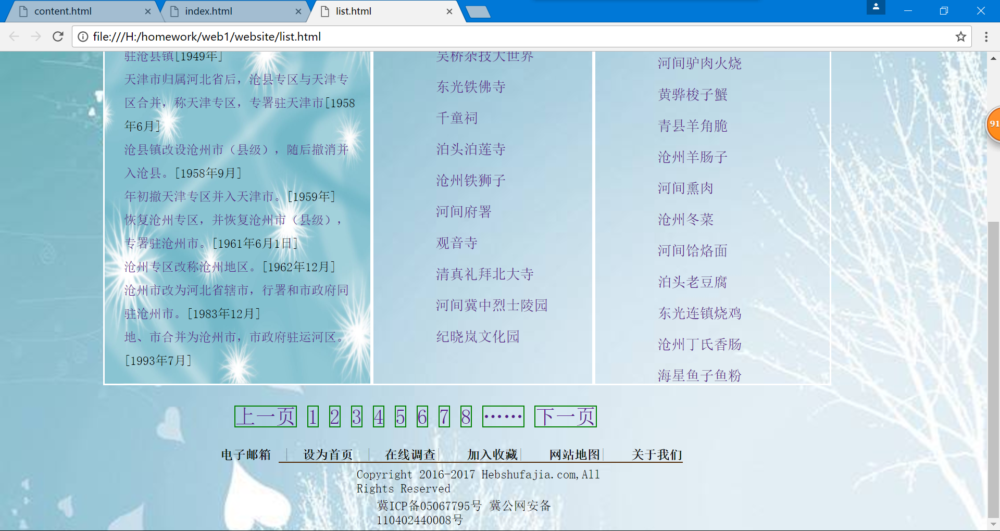 content.html
index.html
list.html
file:///H:/homework/web1/website/list.html
91
驻沧县镇[1949年]
天津市归属河北省后，沧县专区与天津专
区合并，称天津专区，专署驻天津市[1958
年6月]
沧县镇改设沧州市（县级），随后撤消并
入沧县。[1958年9月]
年初撤天津专区并入天津市。[1959年]
恢复沧州专区，并恢复沧州市（县级），
专署驻沧州市。[1961年6月1日]
沧州专区改称沧州地区。[1962年12月]
沧州市改为河北省辖市，行署和市政府同
驻沧州市。[1983年12月]
地、市合并为沧州市，市政府驻运河区。
[1993年7月]
吴桥杂技大世界
东光铁佛寺
千童祠
泊头泊莲寺
沧州铁狮子
河间府署
观音寺
清真礼拜北大寺
河间冀中烈士陵园
纪晓岚文化园
河间驴肉火烧
黄骅梭子蟹
青县羊角脆
沧州羊肠子
河间熏肉
沧州冬菜
河间饸烙面
泊头老豆腐
东光连镇烧鸡
沧州丁氏香肠
海星鱼子鱼粉
上一页 1 2 3 4 5 6 7 8 …… 下一页
电子邮箱 | 设为首页 | 在线调查| 加入收藏| 网站地图| 关于我们
Copyright 2016-2017 Hebshufajia.com,All
Rights Reserved
冀ICP备05067795号 冀公网安备
110402440008号